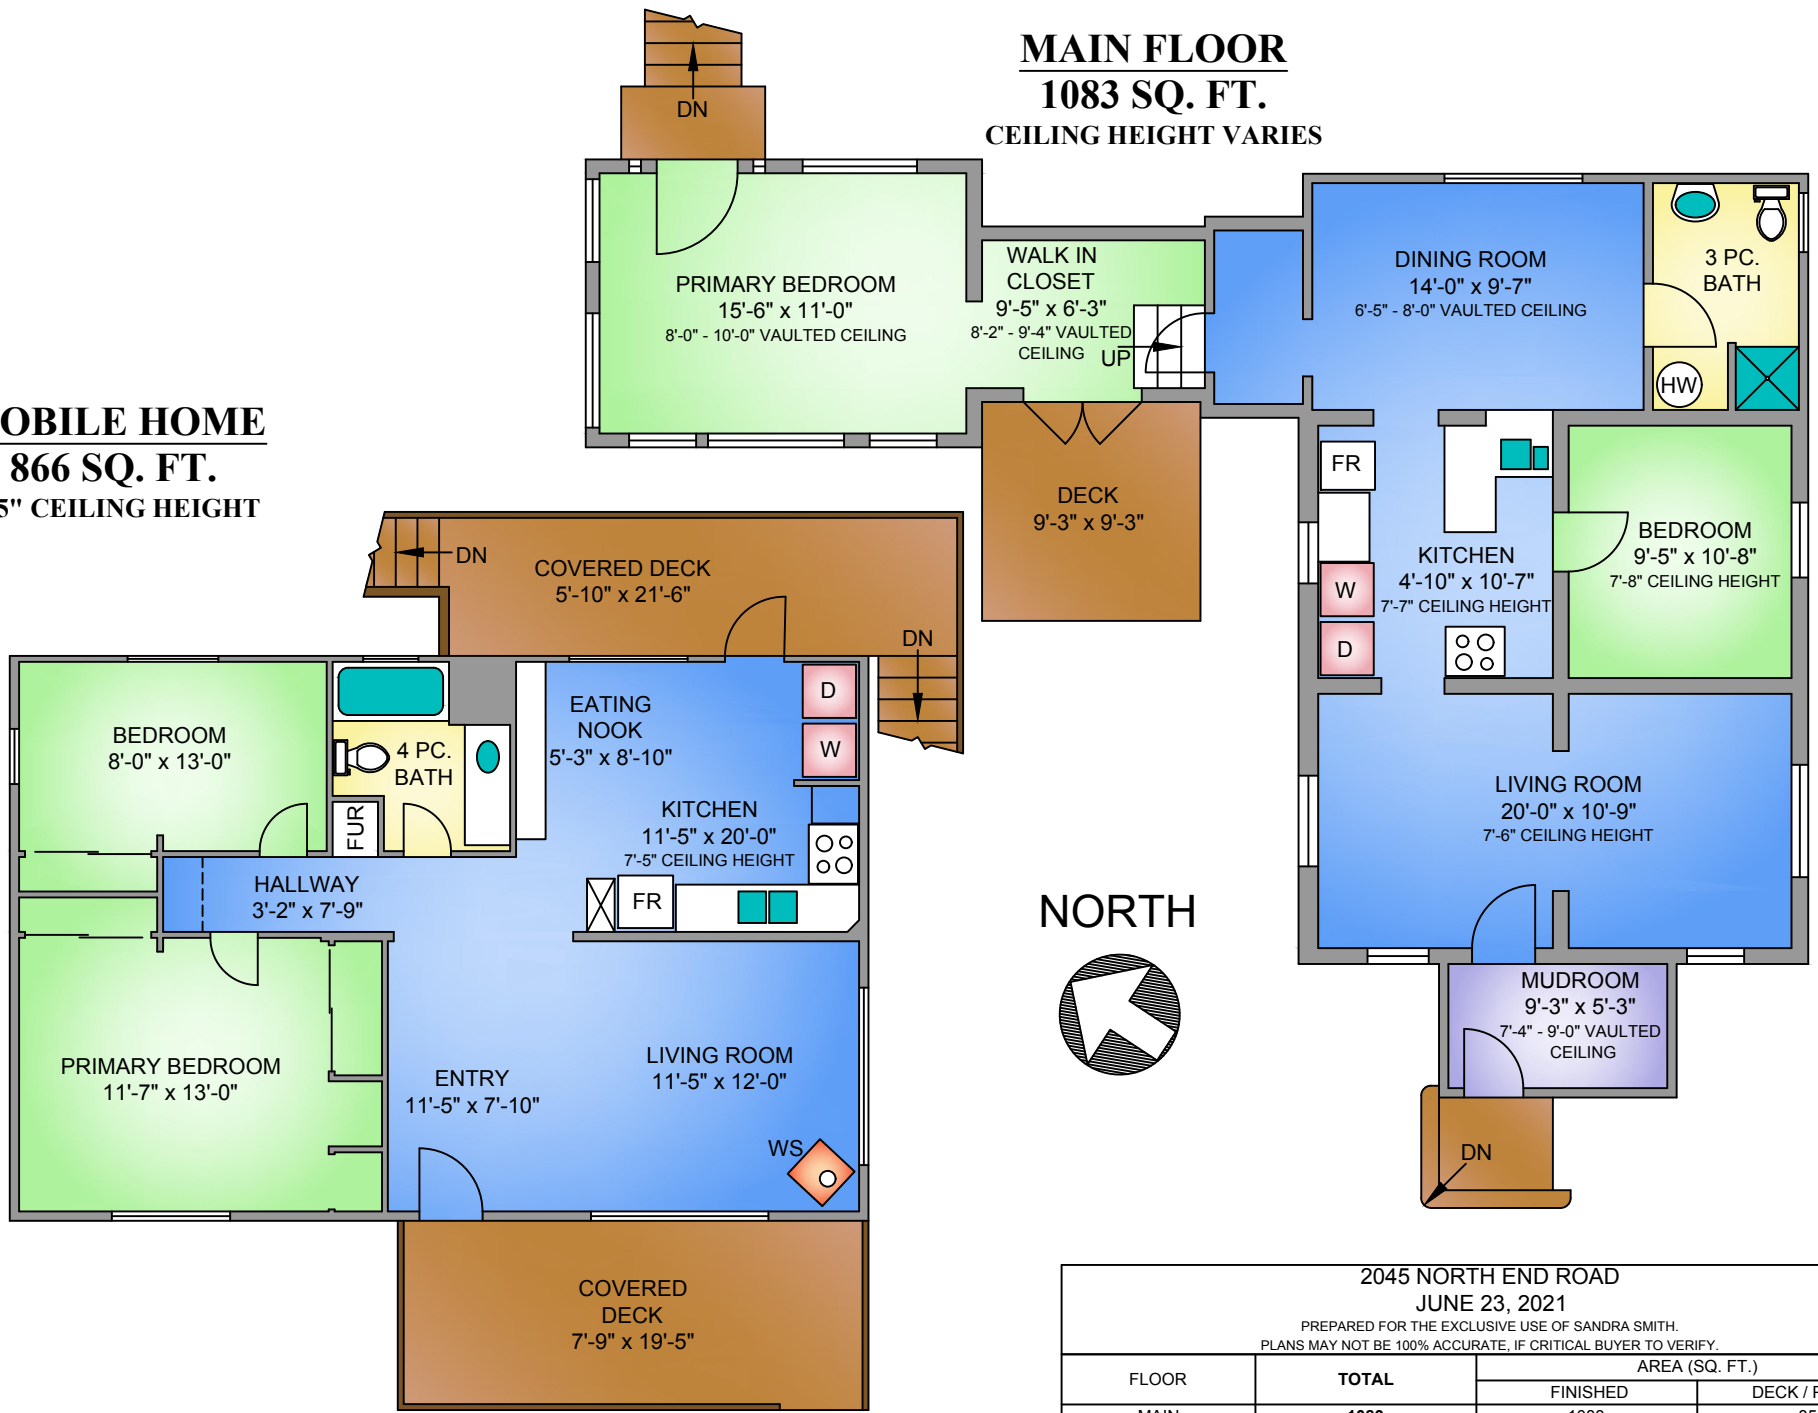 MAIN FLOOR
1083 SQ. FT.
CEILING HEIGHT VARIES
DN
PRIMARY BEDROOM
15'-6" x 11'-0"
8'-0" - 10'-0" VAULTED CEILING
WALK IN
CLOSET
9'-5" x 6'-3"
8'-2" - 9'-4" VAULTED
CEILING
UP
DINING ROOM
14'-0" x 9'-7"
6'-5" - 8'-0" VAULTED CEILING
3 PC.
BATH
HW
DECK
9'-3" x 9'-3"
FR
KITCHEN
4'-10" x 10'-7"
7'-7" CEILING HEIGHT
W
D
BEDROOM
9'-5" x 10'-8"
7'-8" CEILING HEIGHT
LIVING ROOM
20'-0" x 10'-9"
7'-6" CEILING HEIGHT
MUDROOM
9'-3" x 5'-3"
7'-4" - 9'-0" VAULTED
CEILING
DN
OBILE HOME
866 SQ. FT.
5" CEILING HEIGHT
DN
COVERED DECK
5'-10" x 21'-6"
DN
BEDROOM
8'-0" x 13'-0"
4 PC.
BATH
FUR
EATING
NOOK
5'-3" x 8'-10"
D
W
KITCHEN
11'-5" x 20'-0"
7'-5" CEILING HEIGHT
FR
HALLWAY
3'-2" x 7'-9"
PRIMARY BEDROOM
11'-7" x 13'-0"
ENTRY
11'-5" x 7'-10"
LIVING ROOM
11'-5" x 12'-0"
WS
COVERED
DECK
7'-9" x 19'-5"
NORTH
2045 NORTH END ROAD
JUNE 23, 2021
PREPARED FOR THE EXCLUSIVE USE OF SANDRA SMITH.
PLANS MAY NOT BE 100% ACCURATE, IF CRITICAL BUYER TO VERIFY.
FLOOR TOTAL AREA (SQ. FT.)
FINISHED DECK /
MAIN 1083 1083